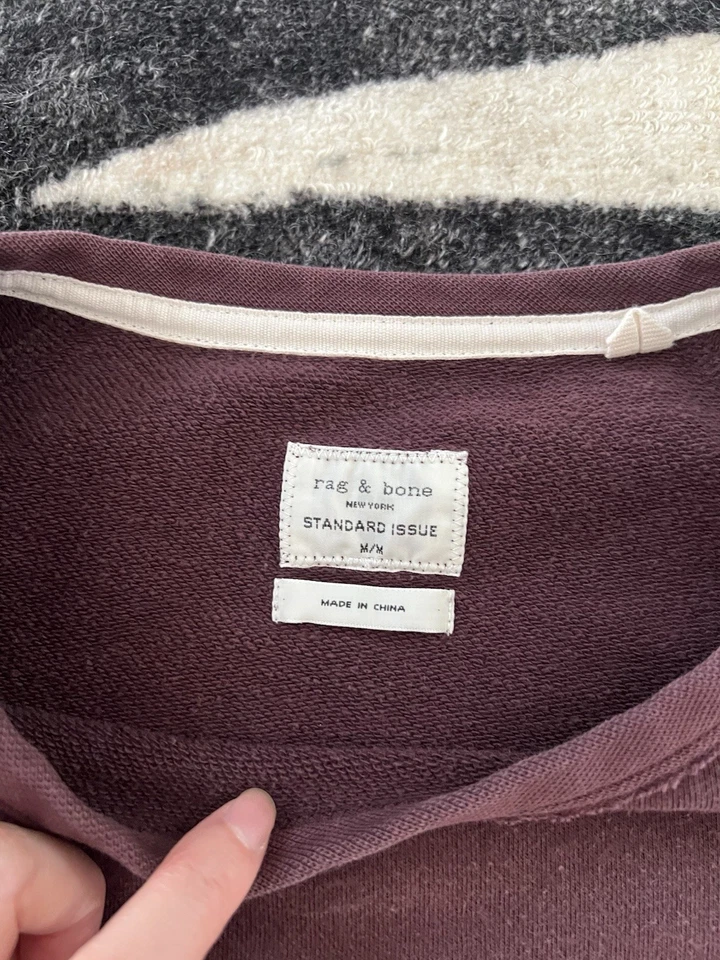 rag & bone
NEW YORK
STANDARD ISSUE
M/M
MADE IN CHINA